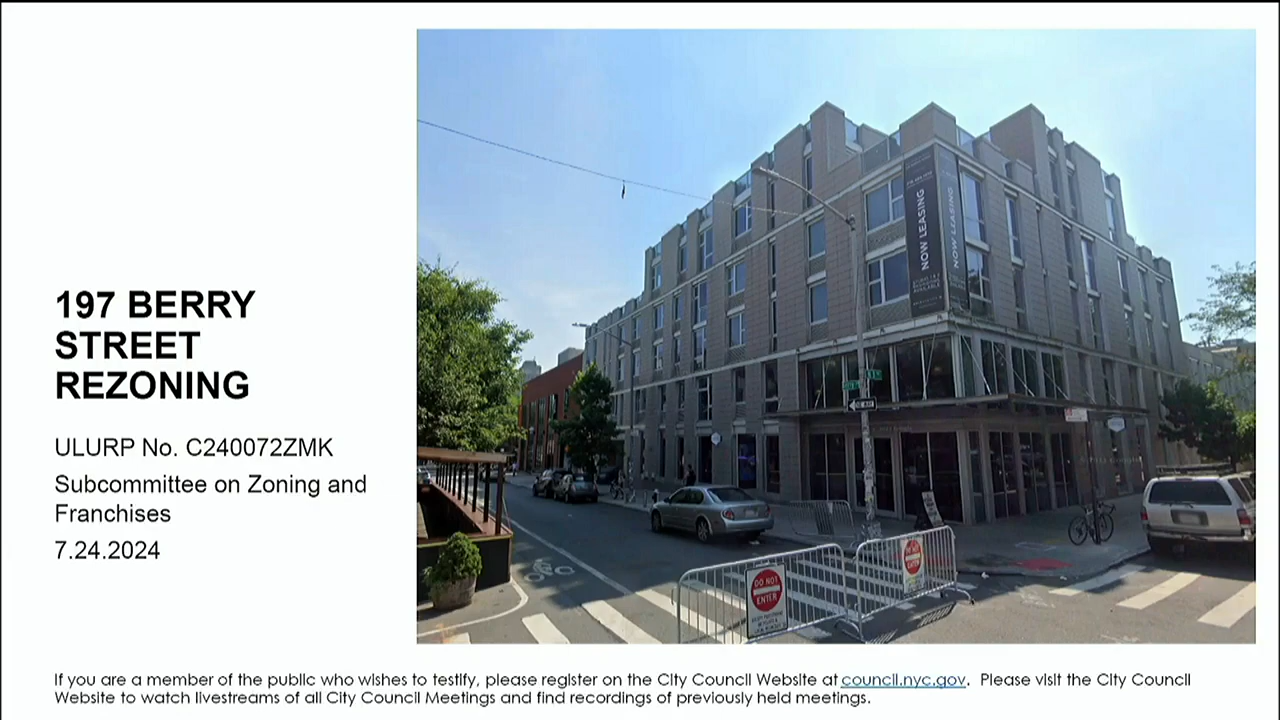 197 BERRY
STREET
REZONING
ULURP No. C240072ZMK
Subcommittee on Zoning and
Franchises
7.24.2024
NOW LEASING
NOW LEASING
DO NOT
ENTER
DO NOT
ENTER
If you are a member of the public who wishes to testify, please register on the City Council Website at council.nyc.gov. Please visit the City Council
Website to watch livestreams of all City Council Meetings and find recordings of previously held meetings.